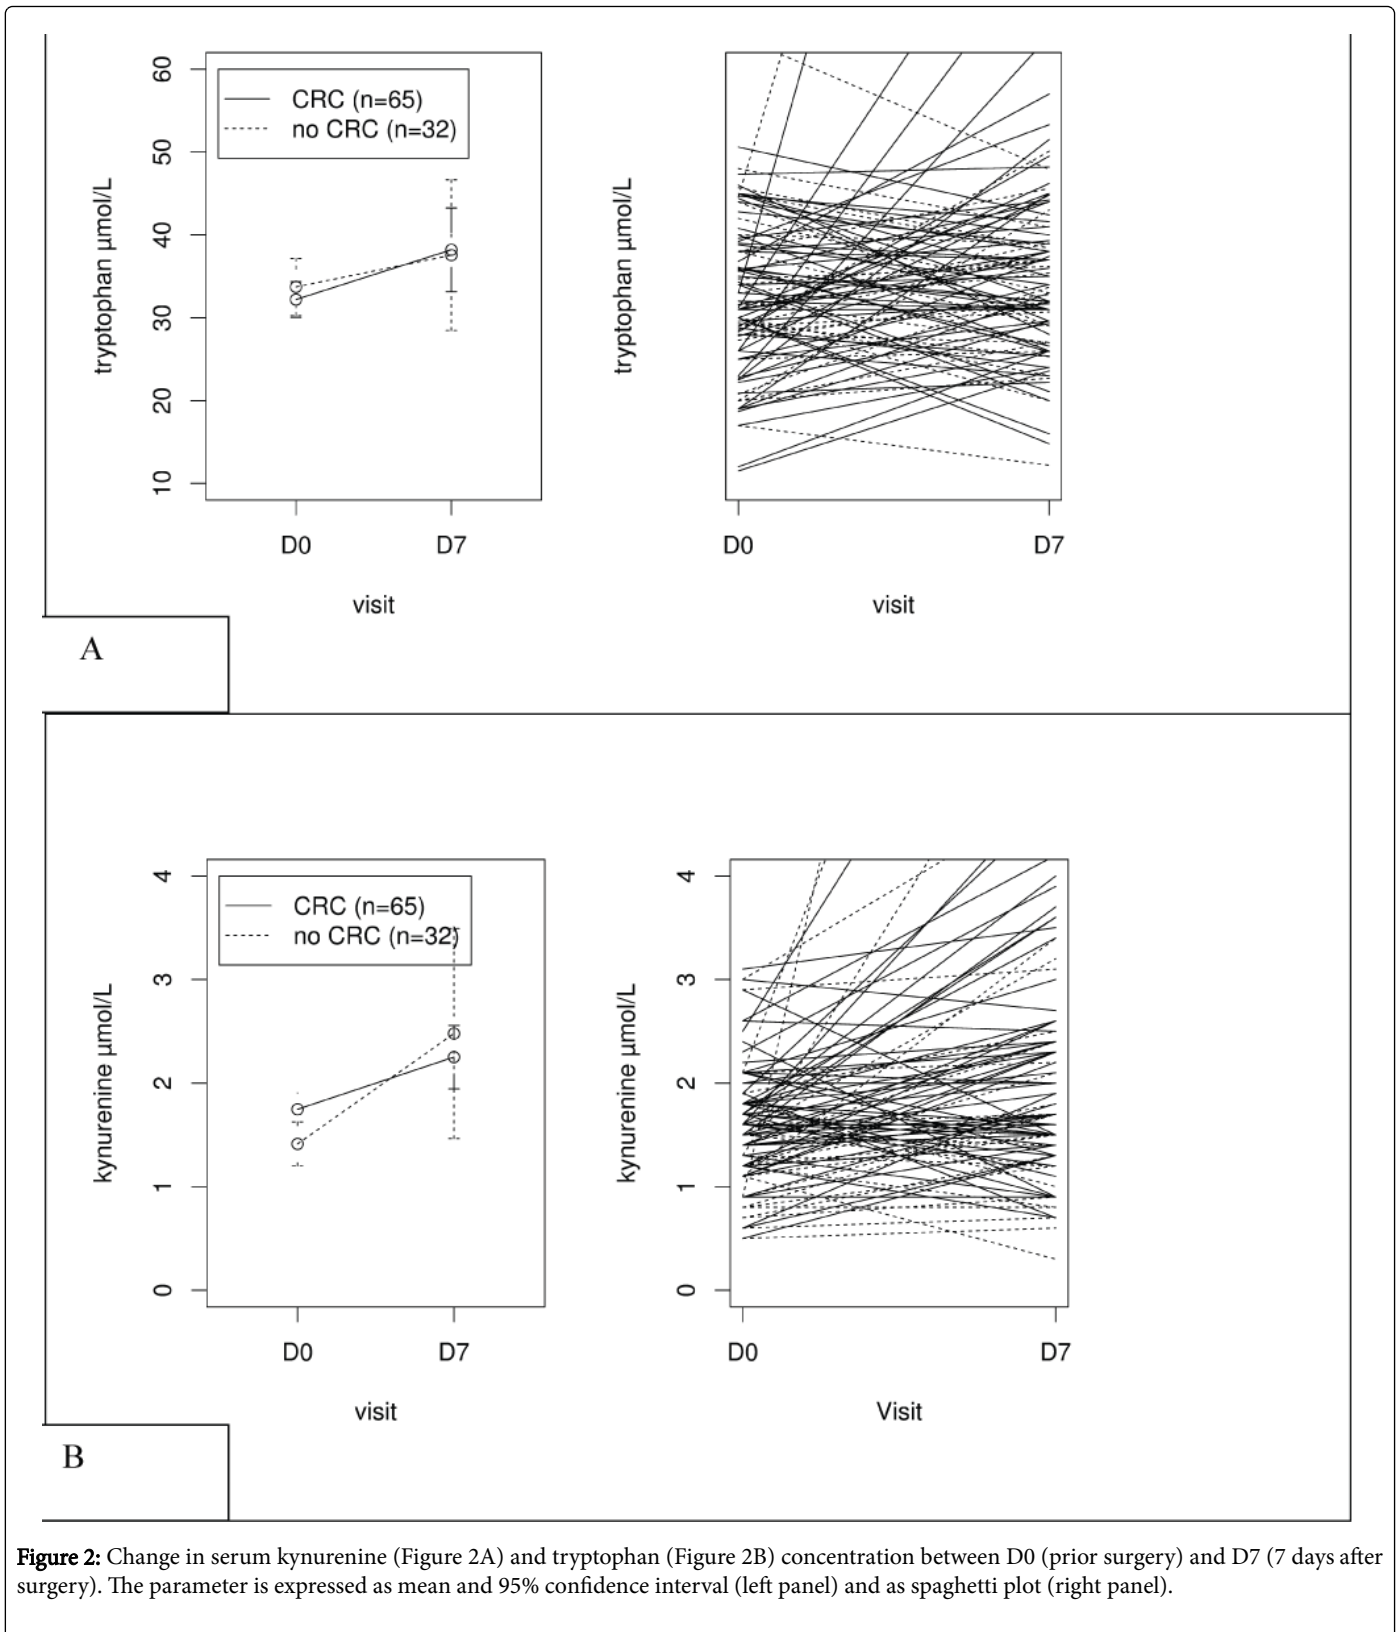 60
50
40
30
20
10
tryptophan µmol/L
CRC (n=65)
no CRC (n=32)
D0
D7
visit
tryptophan µmol/L
D0
D7
visit
A
4
3
2
1
0
kynurenine µmol/L
CRC (n=65)
no CRC (n=32)
D0
D7
visit
4
3
2
1
0
kynurenine µmol/L
D0
D7
Visit
B
Figure 2: Change in serum kynurenine (Figure 2A) and tryptophan (Figure 2B) concentration between D0 (prior surgery) and D7 (7 days after
surgery). The parameter is expressed as mean and 95% confidence interval (left panel) and as spaghetti plot (right panel).